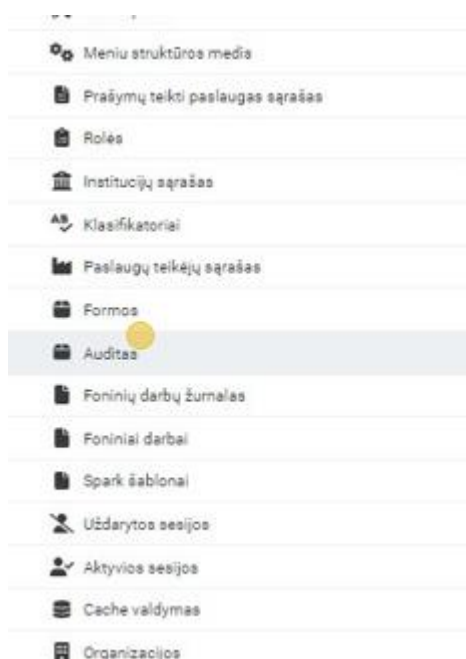 Meniu struktūros medis
Prašymų teikti paslaugas sąrašas
Rolės
Institucijų sąrašas
Klasifikatoriai
Paslaugų teikėjų sąrašas
Formos
Auditas
Foninių darbų žurnalas
Foniniai darbai
Spark šablonai
Uždarytos sesijos
Aktyvios sesijos
Cache valdymas
Organizacijos